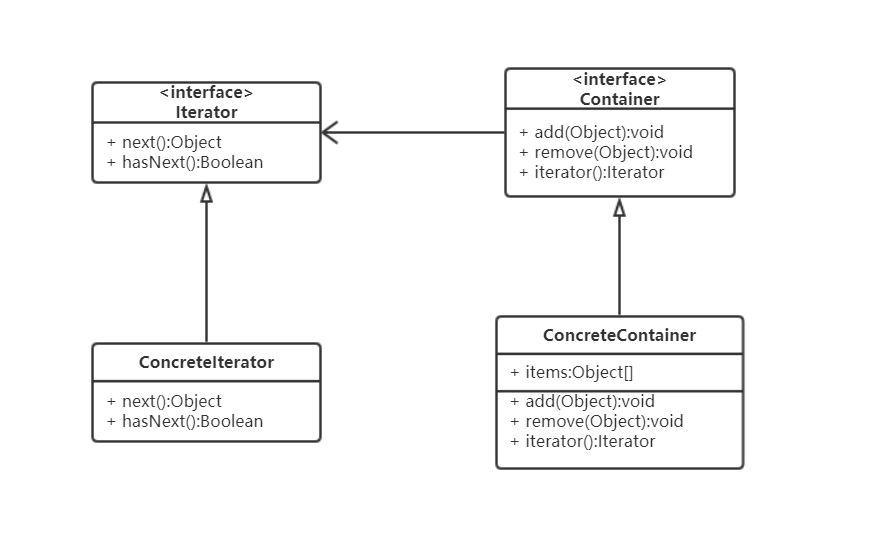 <interface>
Iterator
+ next():Object
+ hasNext():Boolean
<interface>
Container
+ add(Object):void
+ remove(Object):void
+ iterator():Iterator
ConcreteIterator
+ next():Object
+ hasNext():Boolean
ConcreteContainer
+ items:Object[]
+ add(Object):void
+ remove(Object):void
+ iterator():Iterator